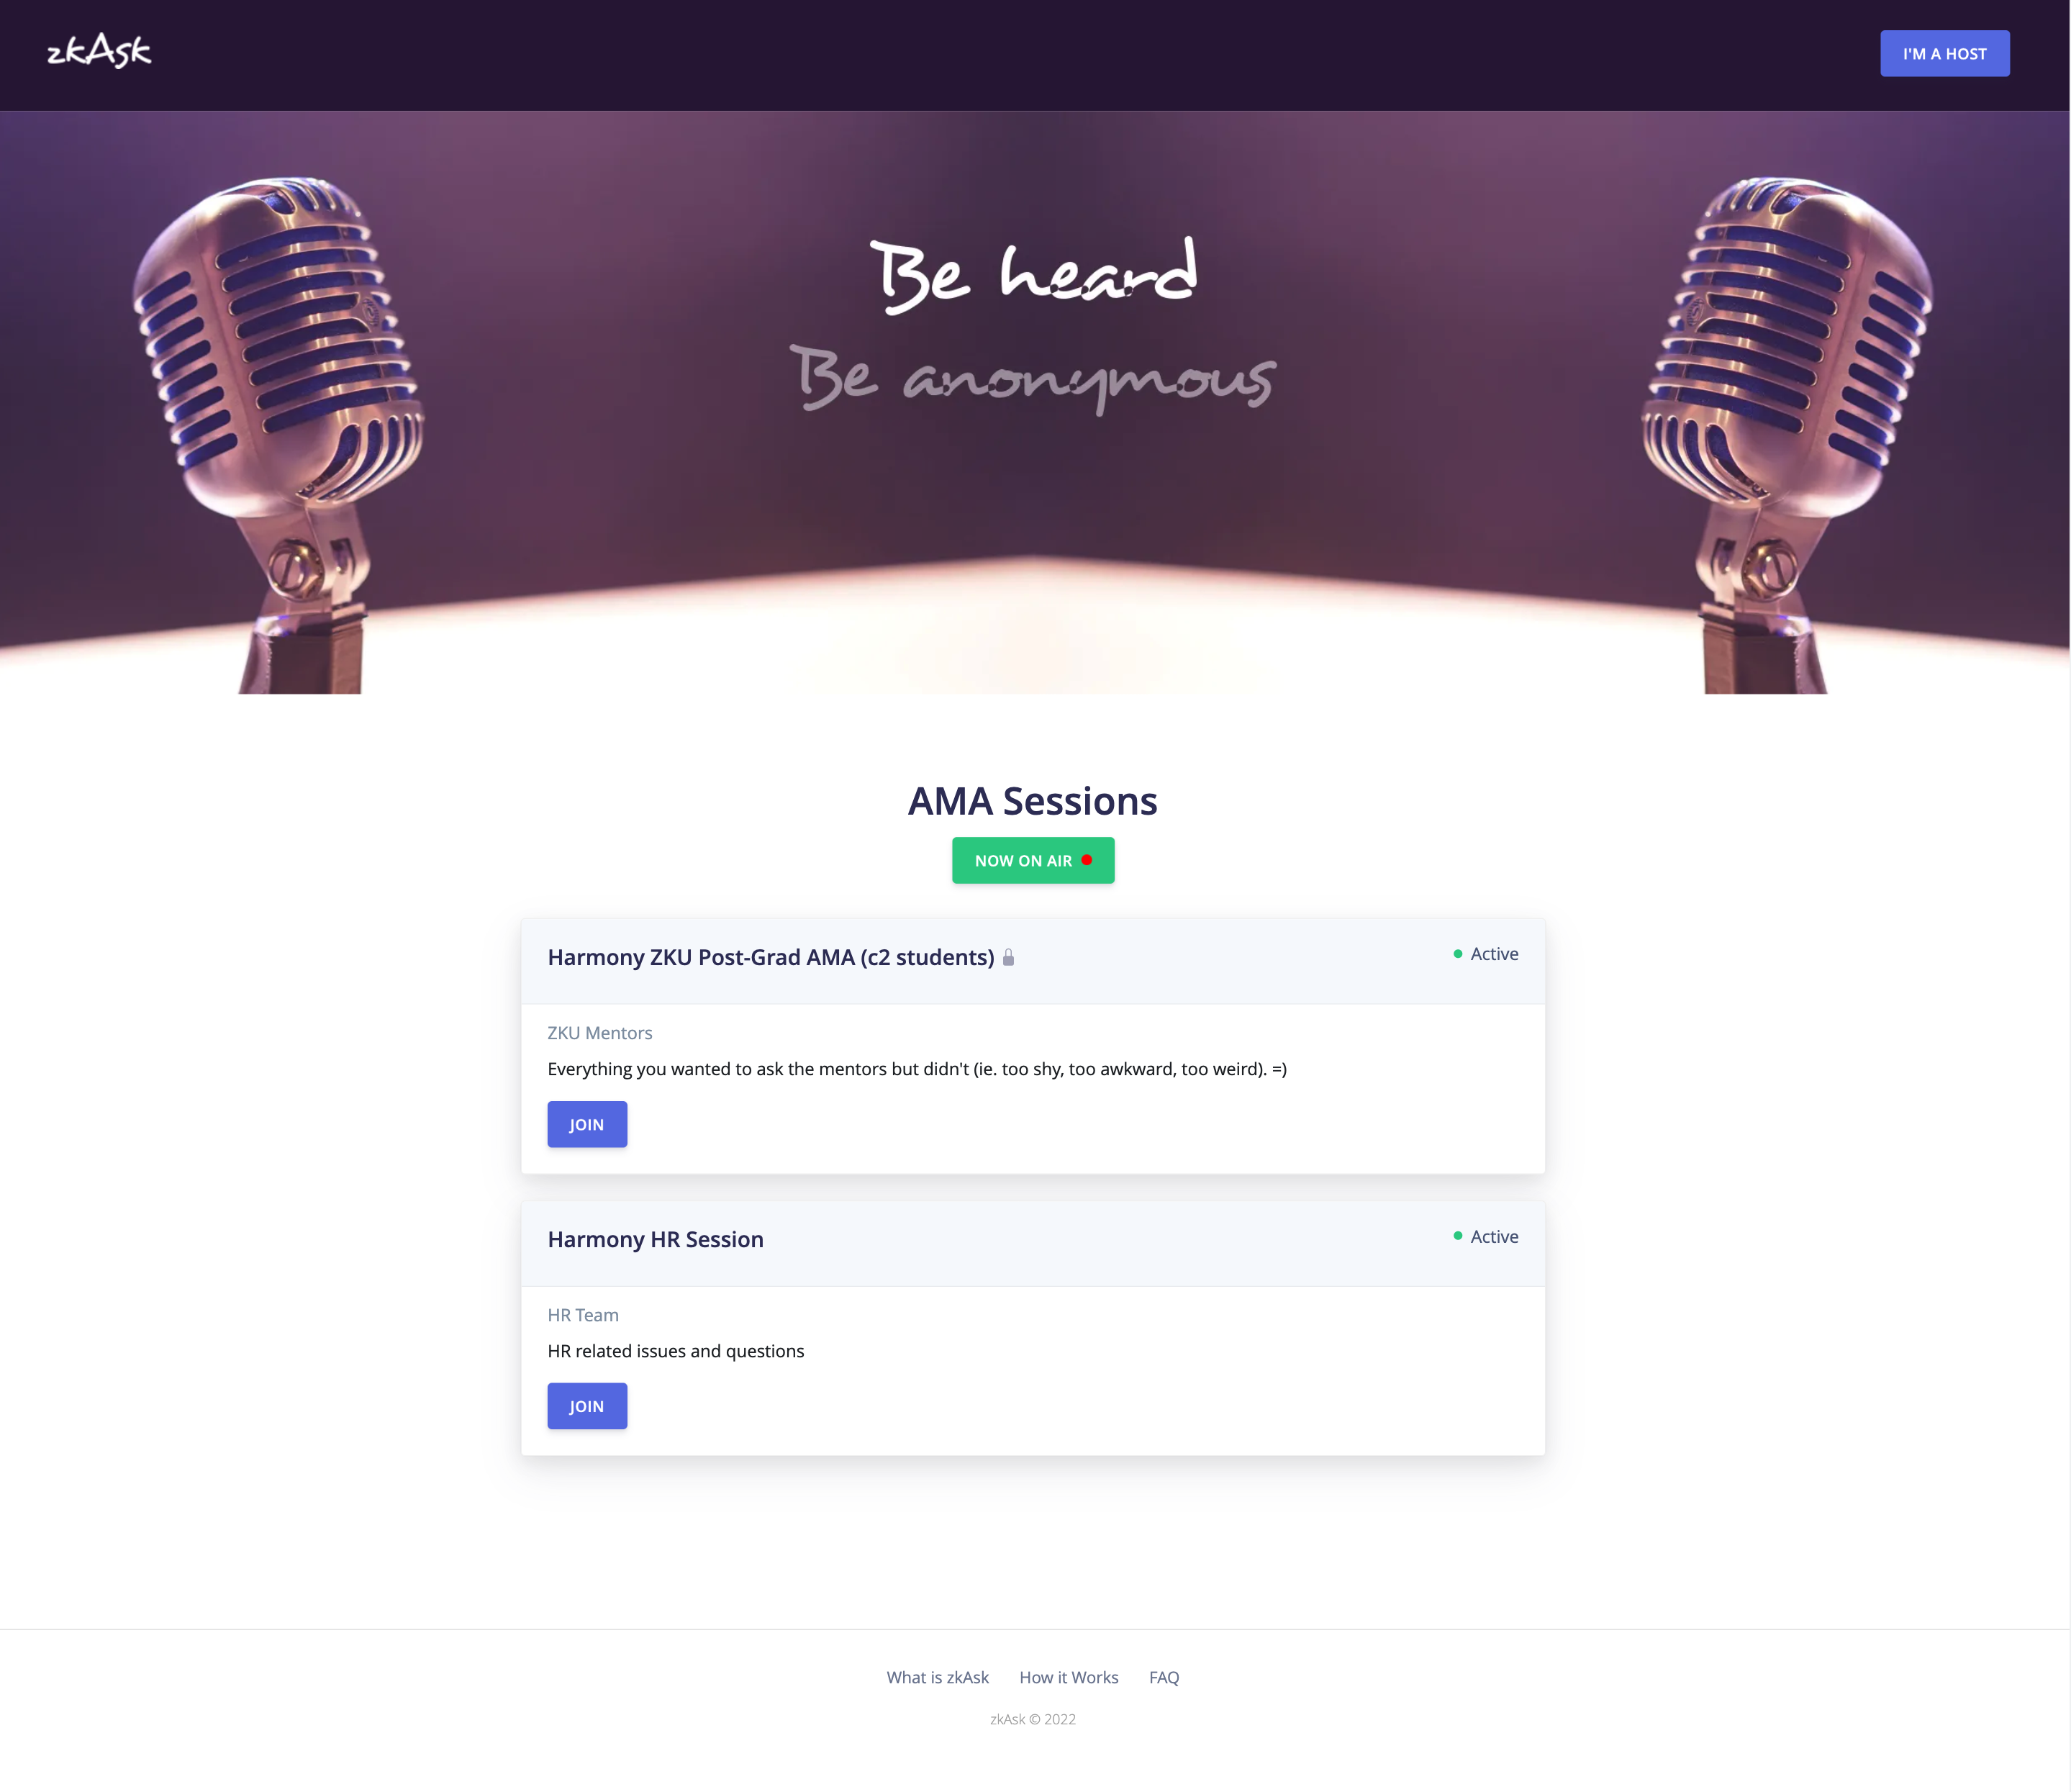 zkAsk
I'M A HOST
Be heard
Be anonymous
AMA Sessions
NOW ON AIR
Harmony ZKU Post-Grad AMA (c2 students)
Active
ZKU Mentors
Everything you wanted to ask the mentors but didn't (ie. too shy, too awkward, too weird). =)
JOIN
Harmony HR Session
Active
HR Team
HR related issues and questions
JOIN
What is zkAsk
How it Works
FAQ
zkAsk © 2022